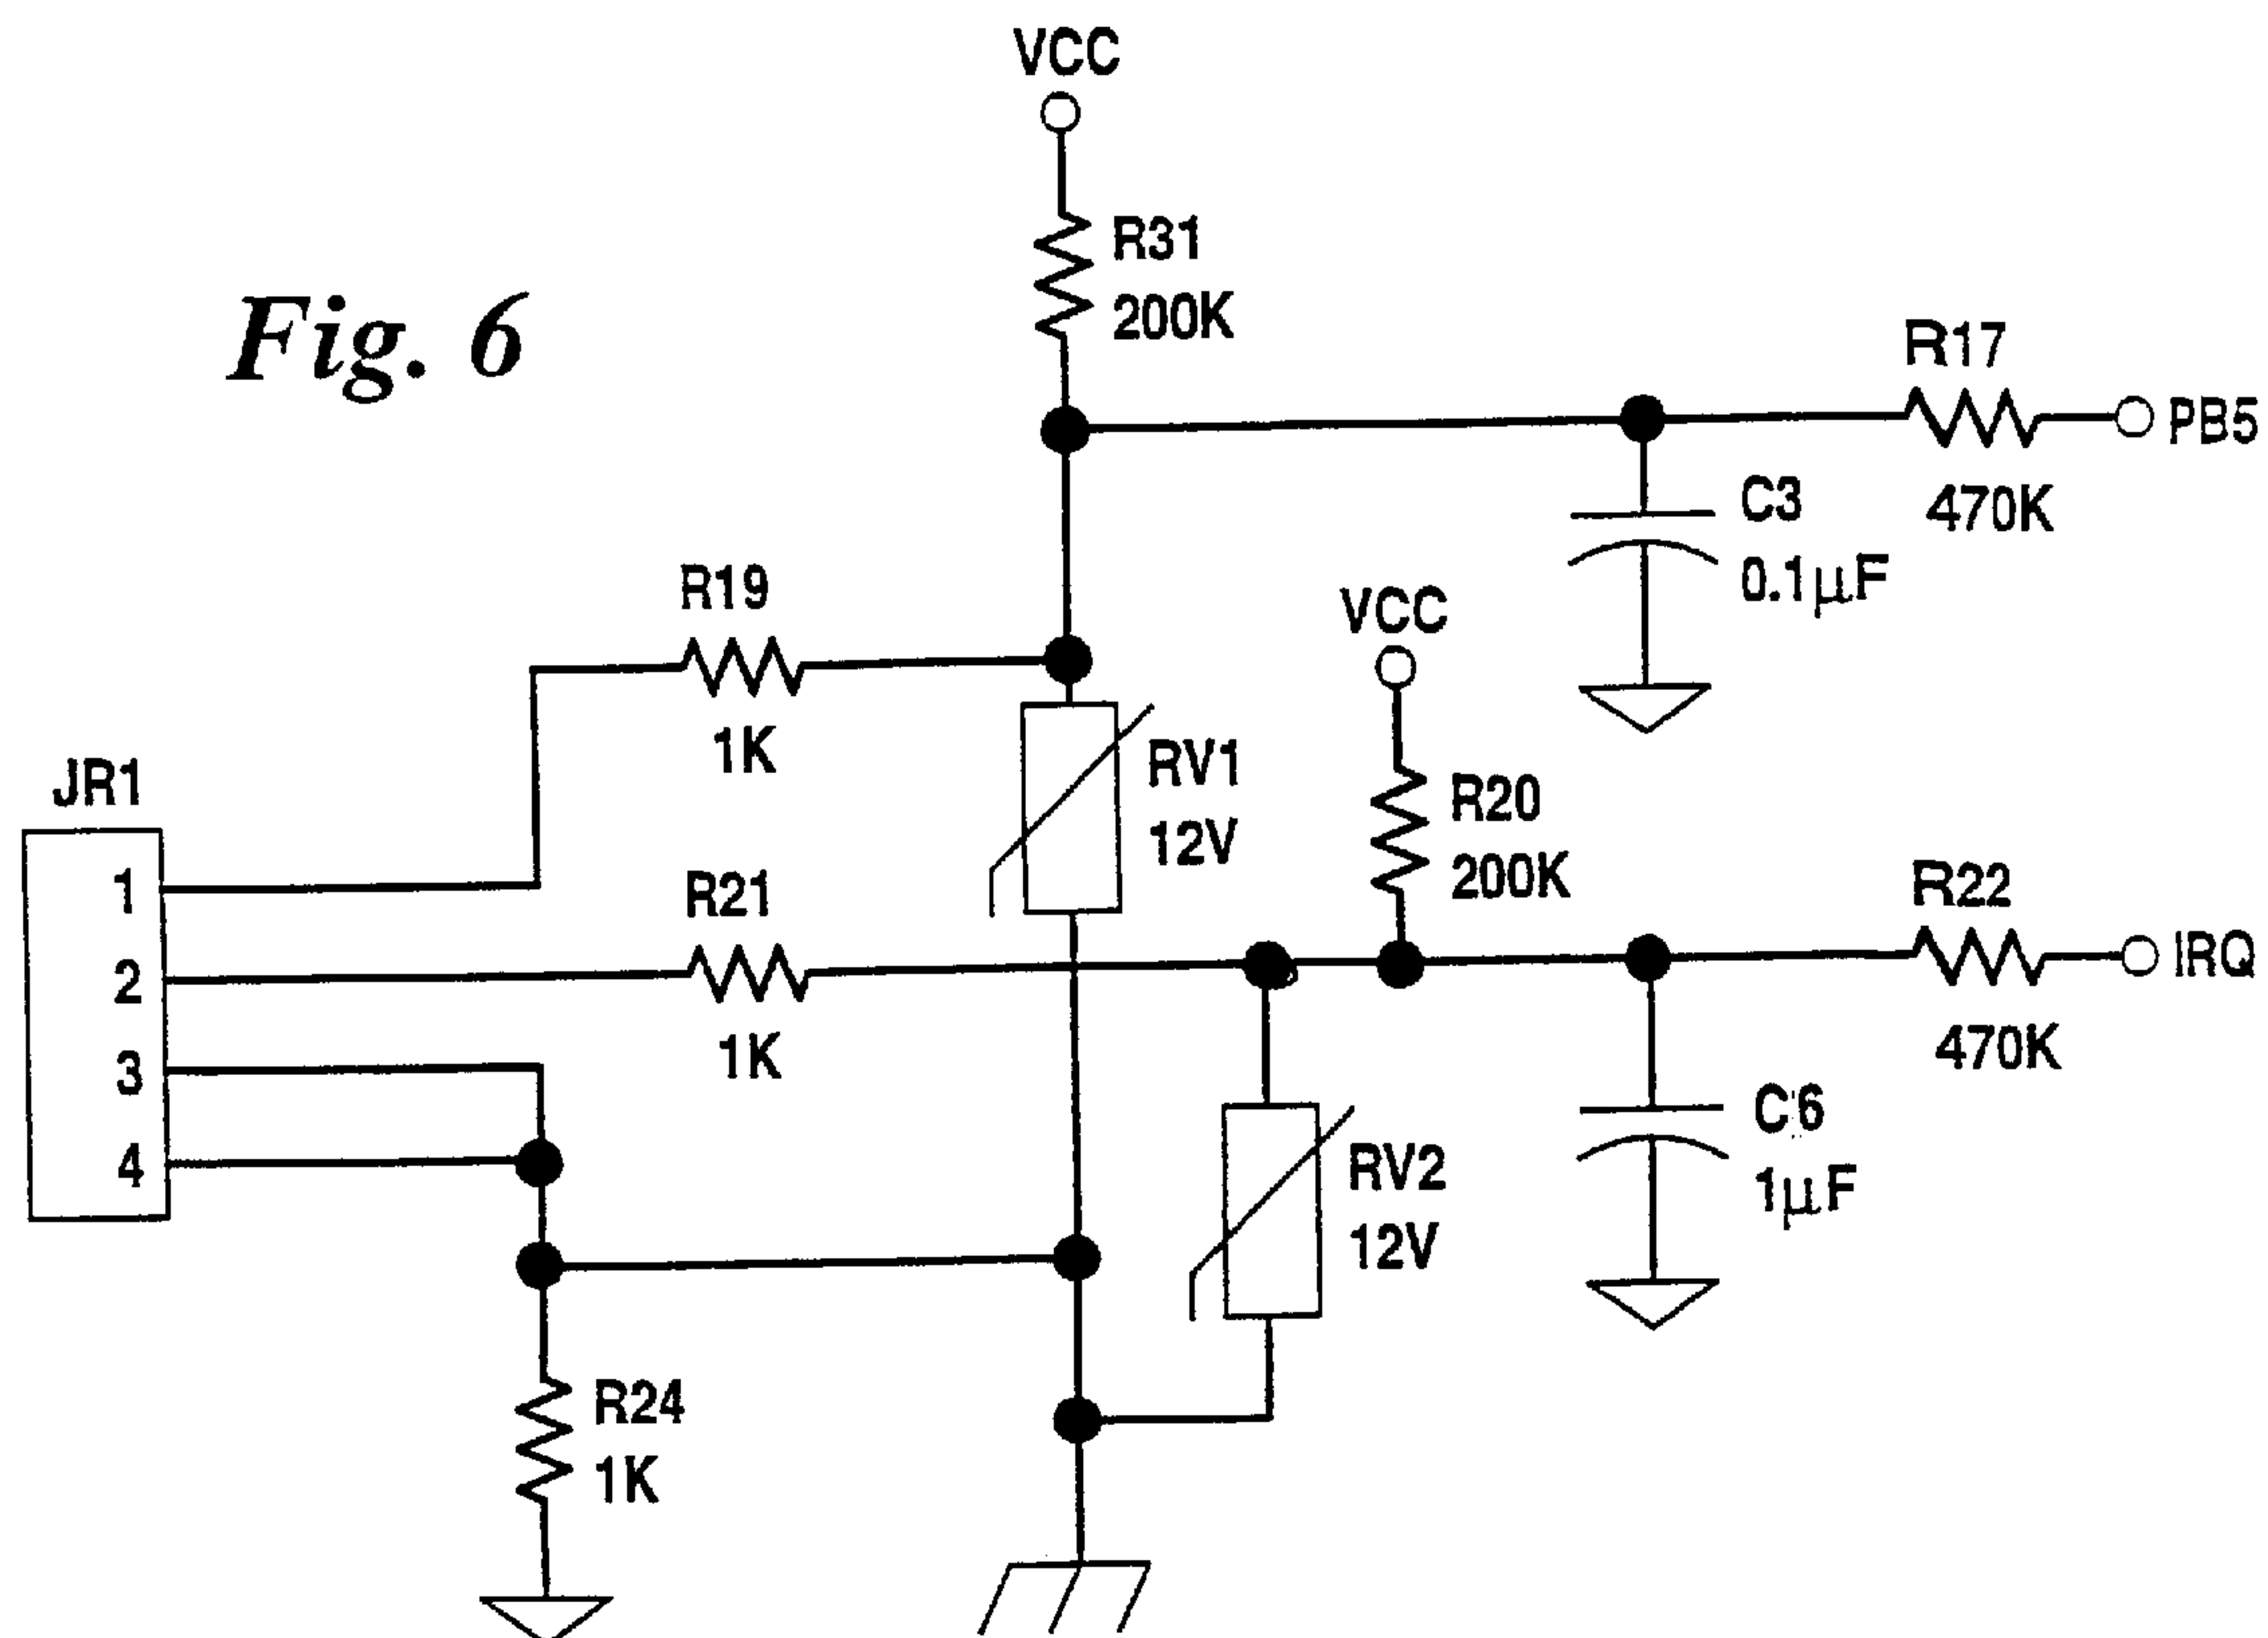 VCC
R31
200K
Fig. 6
R17
PB5
470K
C3
0.1µF
R19
1K
VCC
RV1
12V
R20
200K
JR1
1
2
3
4
R21
1K
R22
IRQ
470K
RV2
12V
C6
1µF
R24
1K